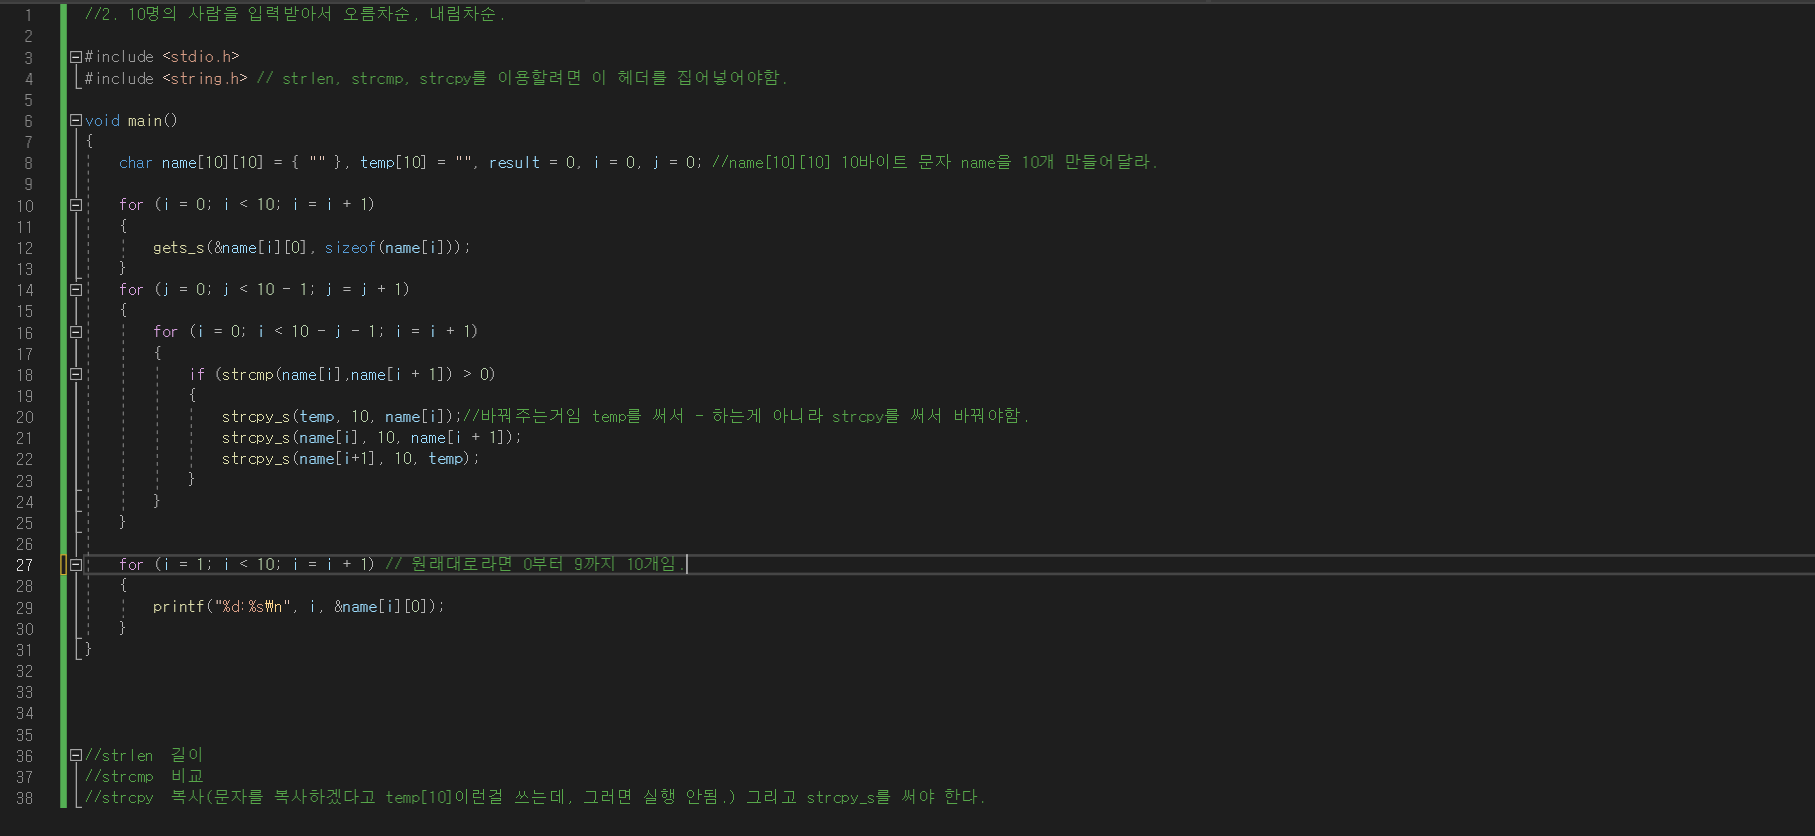 1 //2. 10명의 사람을 입력받아서 오름차순, 내림차순.
2
3 #include <stdio.h>
4 #include <string.h> // strlen, strcmp, strcpy를 이용할려면 이 헤더를 집어넣어야함.
5
6 void main()
7 {
8 char name[10][10] = { "" }, temp[10] = "", result = 0, i = 0, j = 0; //name[10][10] 10바이트 문자 name을 10개 만들어달라.
9
10 for (i = 0; i < 10; i = i + 1)
11 {
12 gets_s(&name[i][0], sizeof(name[i]));
13 }
14 for (j = 0; j < 10 - 1; j = j + 1)
15 {
16 for (i = 0; i < 10 - j - 1; i = i + 1)
17 {
18 if (strcmp(name[i],name[i + 1]) > 0)
19 {
20 strcpy_s(temp, 10, name[i]);//바꿔주는거임 temp를 써서 - 하는게 아니라 strcpy를 써서 바꿔야함.
21 strcpy_s(name[i], 10, name[i + 1]);
22 strcpy_s(name[i+1], 10, temp);
23 }
24 }
25 }
26
27 for (i = 1; i < 10; i = i + 1) // 원래대로라면 0부터 9까지 10개임.
28 {
29 printf("%d:%s₩n", i, &name[i][0]);
30 }
31 }
32
33
34
35
36 //strlen 길이
37 //strcmp 비교
38 //strcpy 복사(문자를 복사하겠다고 temp[10]이런걸 쓰는데, 그러면 실행 안됨.) 그리고 strcpy_s를 써야 한다.